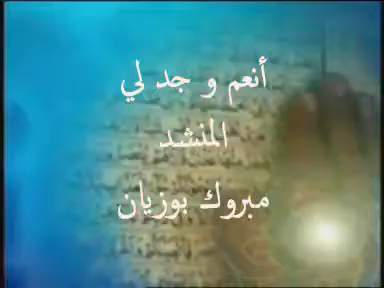 أنعم و جد لي
المنشد
مبروك بوزيان